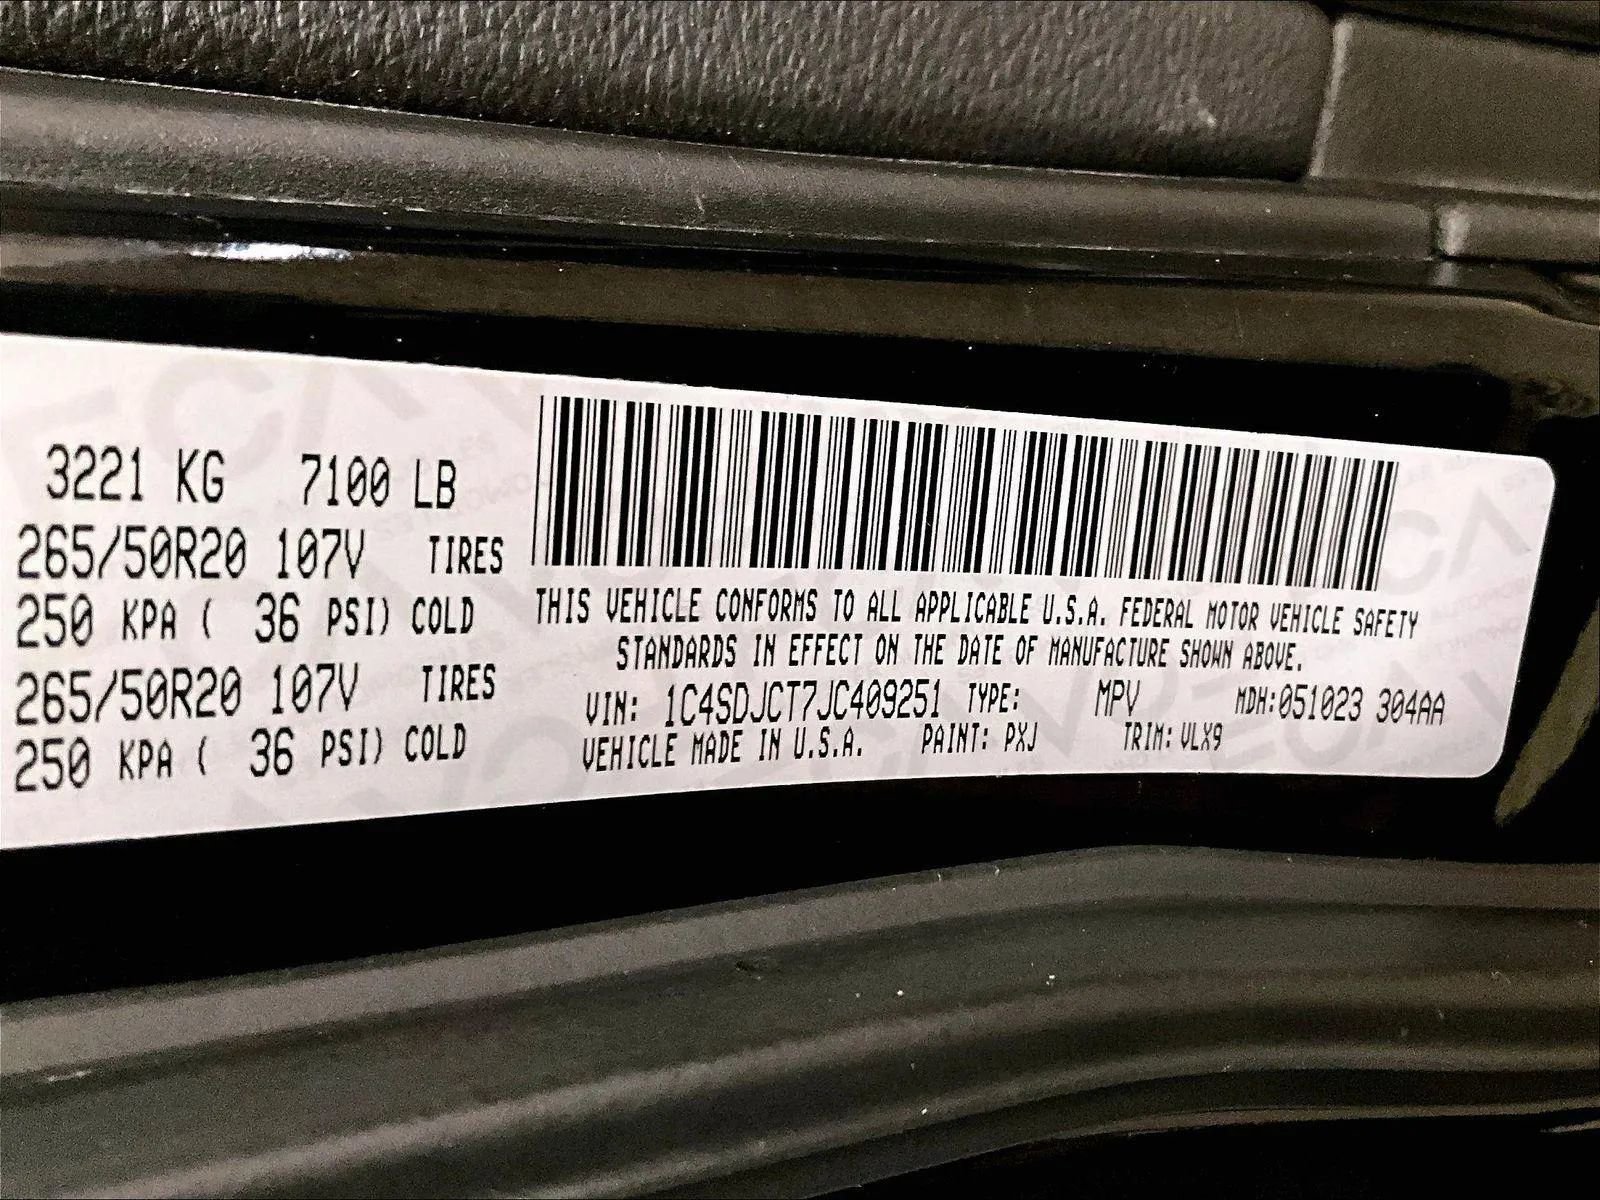 3221 KG 7100 LB
265/50R20 107V TIRES
250 KPA ( 36 PSI) COLD
265/50R20 107V TIRES
250 KPA ( 36 PSI) COLD
THIS VEHICLE CONFORMS TO ALL APPLICABLE U.S.A. FEDERAL MOTOR VEHICLE SAFETY
STANDARDS IN EFFECT ON THE DATE OF MANUFACTURE SHOWN ABOVE.
VIN: 1C4SDJCT7JC409251 TYPE: MPV MDH:051023 304AA
VEHICLE MADE IN U.S.A. PAINT: PXJ TRIM: VLX9